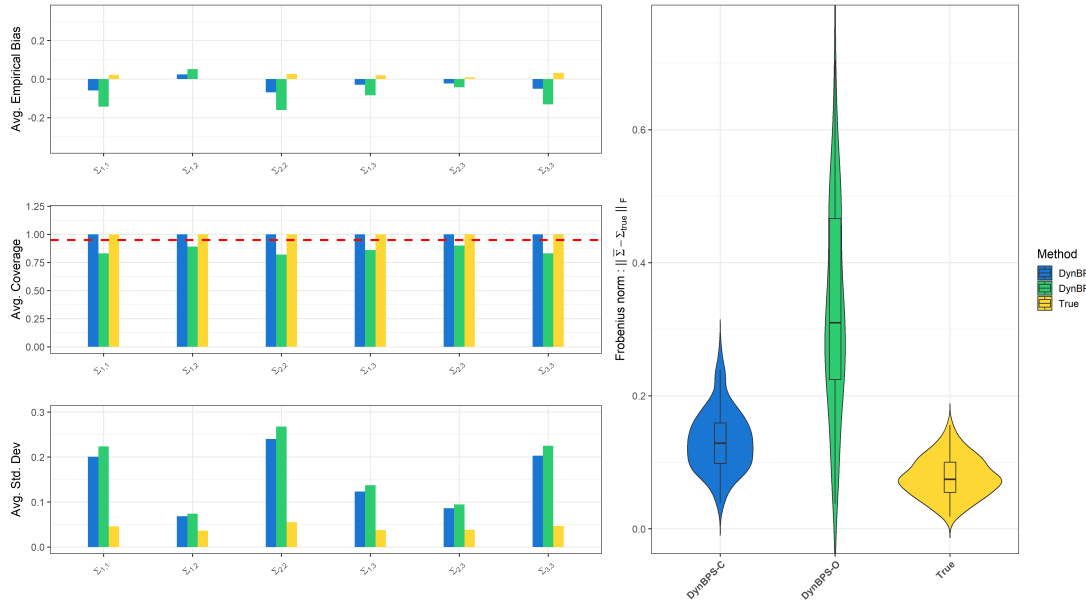 Avg. Empirical Bias
0.2
0.0
-0.2
Σ1,1 Σ1,2 Σ2,2 Σ1,3 Σ2,3 Σ3,3
Avg. Coverage
1.25
1.00
0.75
0.50
0.25
0.00
Σ1,1 Σ1,2 Σ2,2 Σ1,3 Σ2,3 Σ3,3
Avg. Std. Dev
0.3
0.2
0.1
0.0
Σ1,1 Σ1,2 Σ2,2 Σ1,3 Σ2,3 Σ3,3
Frobenius norm : || Σ̅ − Σtrue || F
0.6
0.4
0.2
0.0
DynBPS-C DynBPS-O True
Method
DynBF
DynBF
True